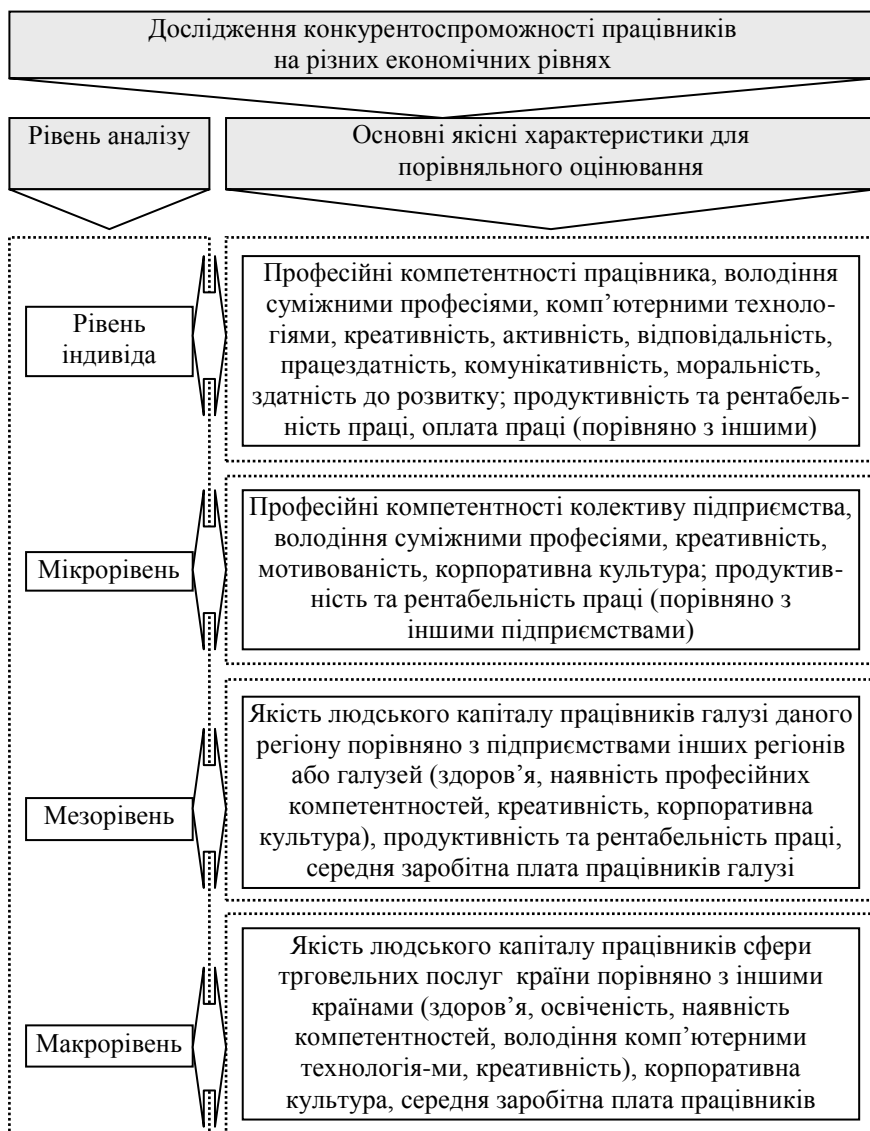 Дослідження конкурентоспроможності працівників
на різних економічних рівнях
Рівень аналізу
Основні якісні характеристики для
порівняльного оцінювання
Рівень
індивіда
Професійні компетентності працівника, володіння
суміжними професіями, комп’ютерними техноло-
гіями, креативність, активність, відповідальність,
працездатність, комунікативність, моральність,
здатність до розвитку; продуктивність та рентабель-
ність праці, оплата праці (порівняно з іншими)
Мікрорівень
Професійні компетентності колективу підприємства,
володіння суміжними професіями, креативність,
мотивованість, корпоративна культура; продуктив-
ність та рентабельність праці (порівняно з
іншими підприємствами)
Мезорівень
Якість людського капіталу працівників галузі даного
регіону порівняно з підприємствами інших регіонів
або галузей (здоров’я, наявність професійних
компетентностей, креативність, корпоративна
культура), продуктивність та рентабельність праці,
середня заробітна плата працівників галузі
Макрорівень
Якість людського капіталу працівників сфери
трговельних послуг країни порівняно з іншими
країнами (здоров’я, освіченість, наявність
компетентностей, володіння комп’ютерними
технологія-ми, креативність), корпоративна
культура, середня заробітна плата працівників